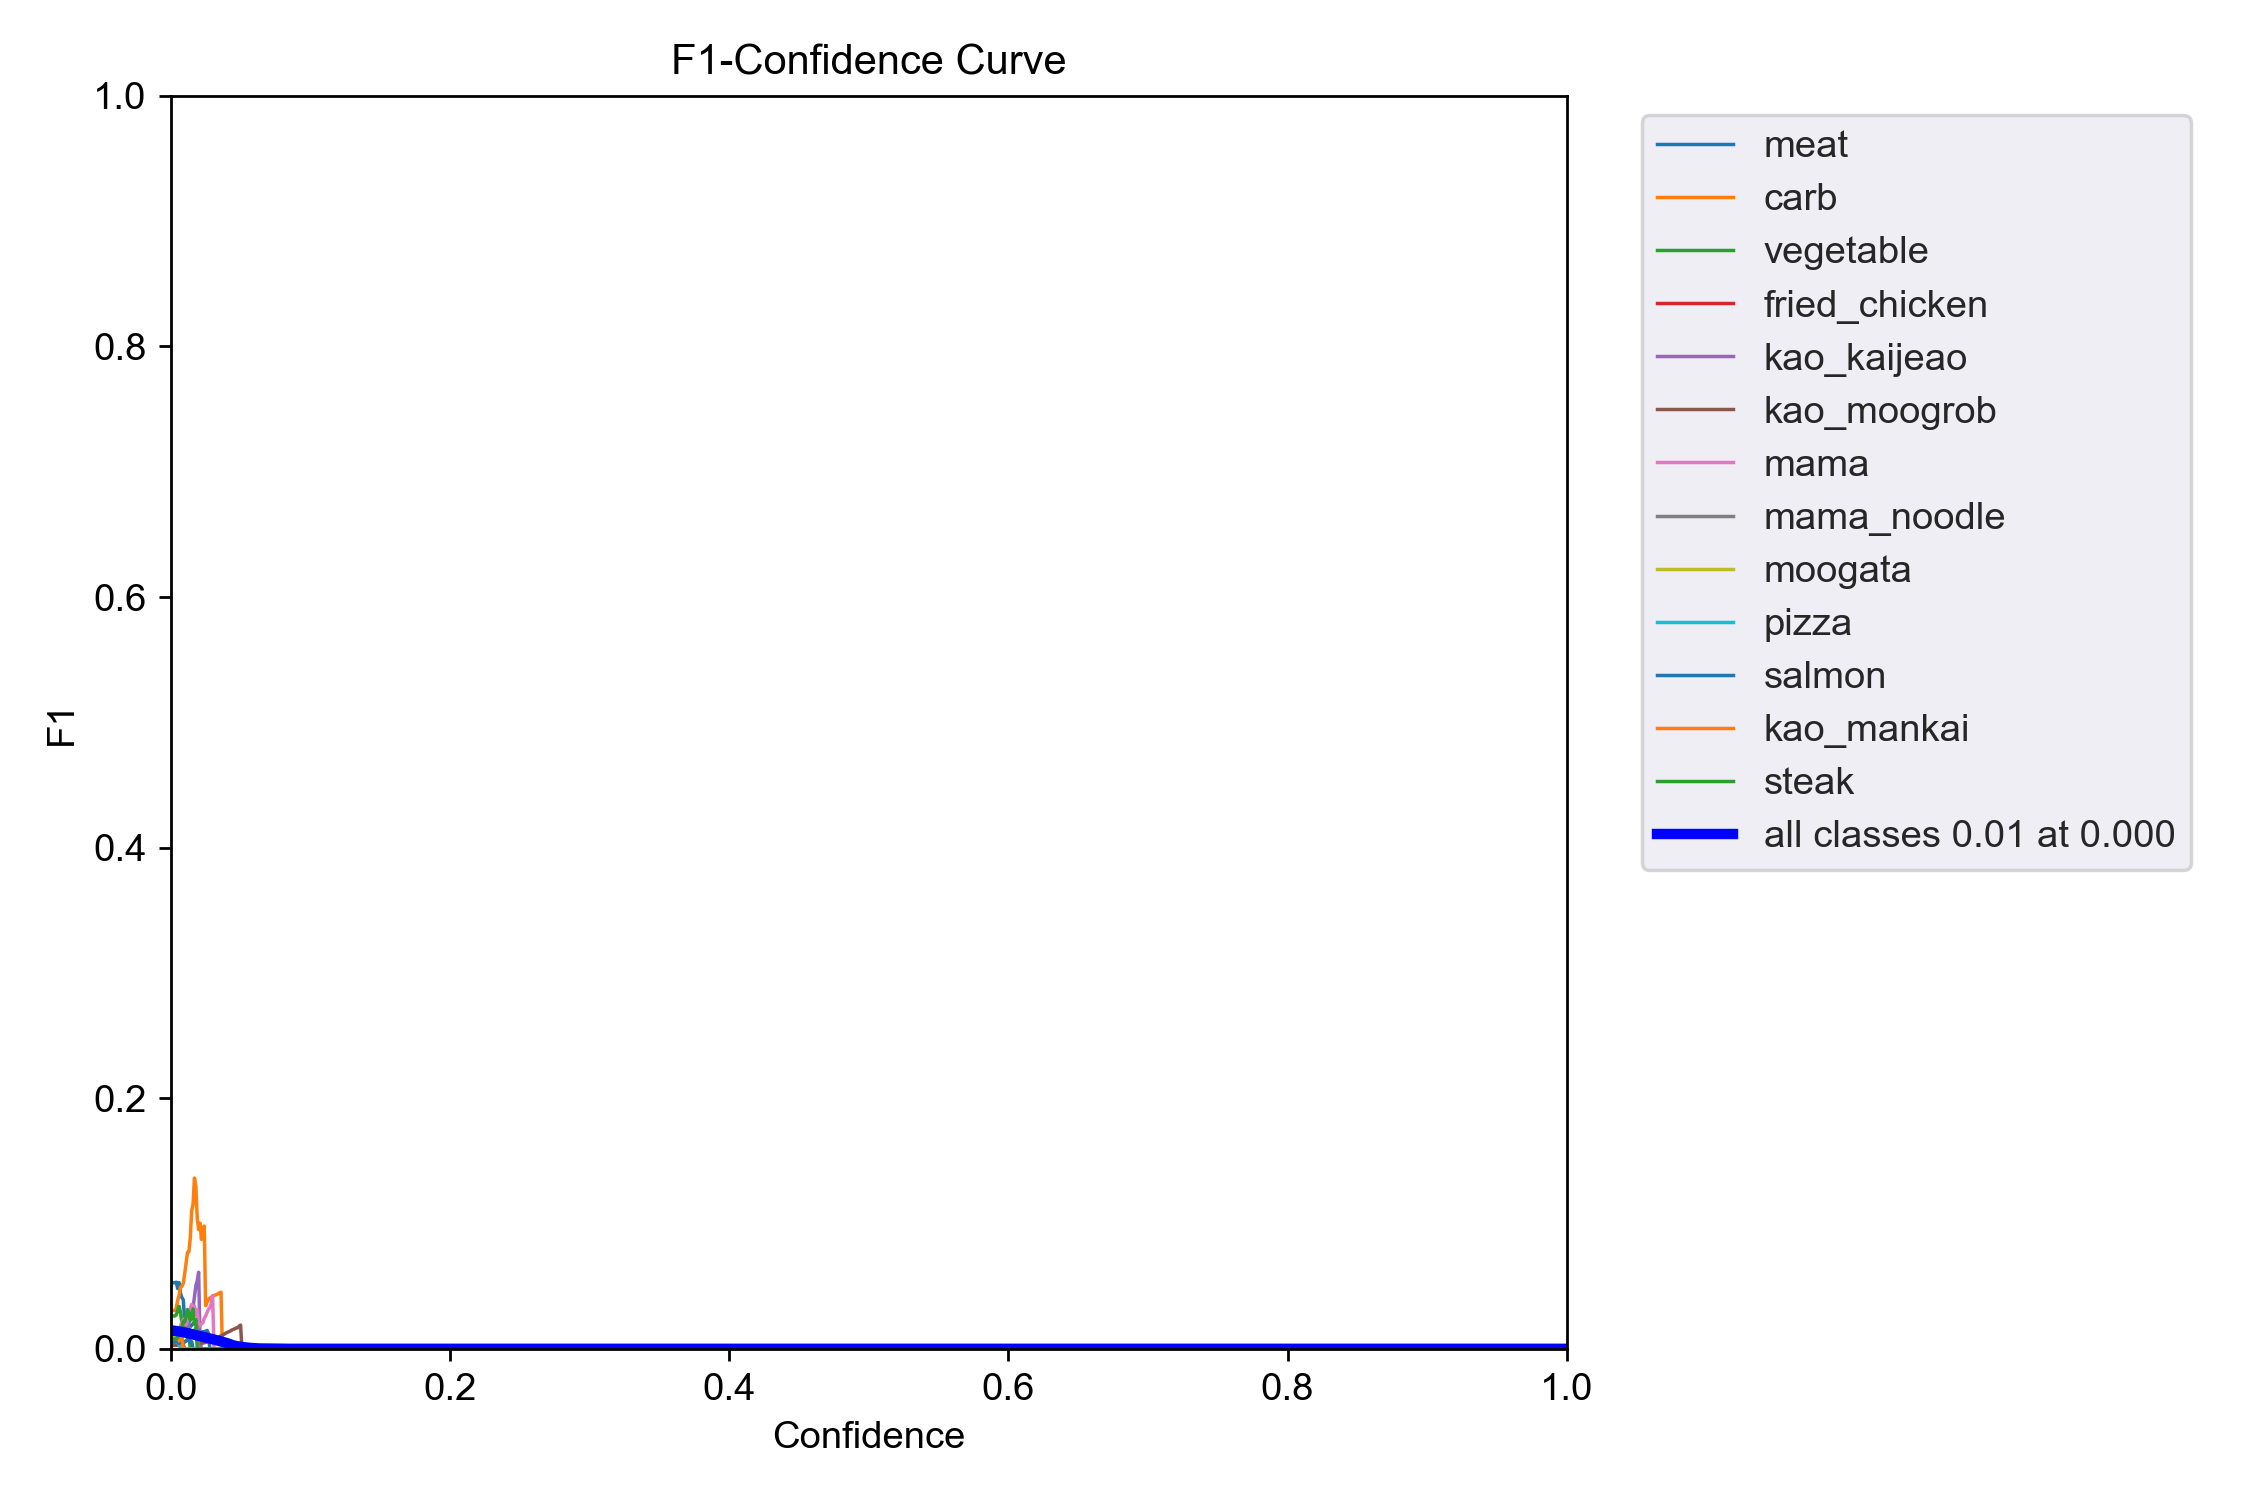 F1-Confidence Curve
1.0
0.8
0.6
0.4
0.2
0.0
F1
0.0 0.2 0.4 0.6 0.8 1.0
Confidence
meat
carb
vegetable
fried_chicken
kao_kaijeao
kao_moogrob
mama
mama_noodle
moogata
pizza
salmon
kao_mankai
steak
all classes 0.01 at 0.000